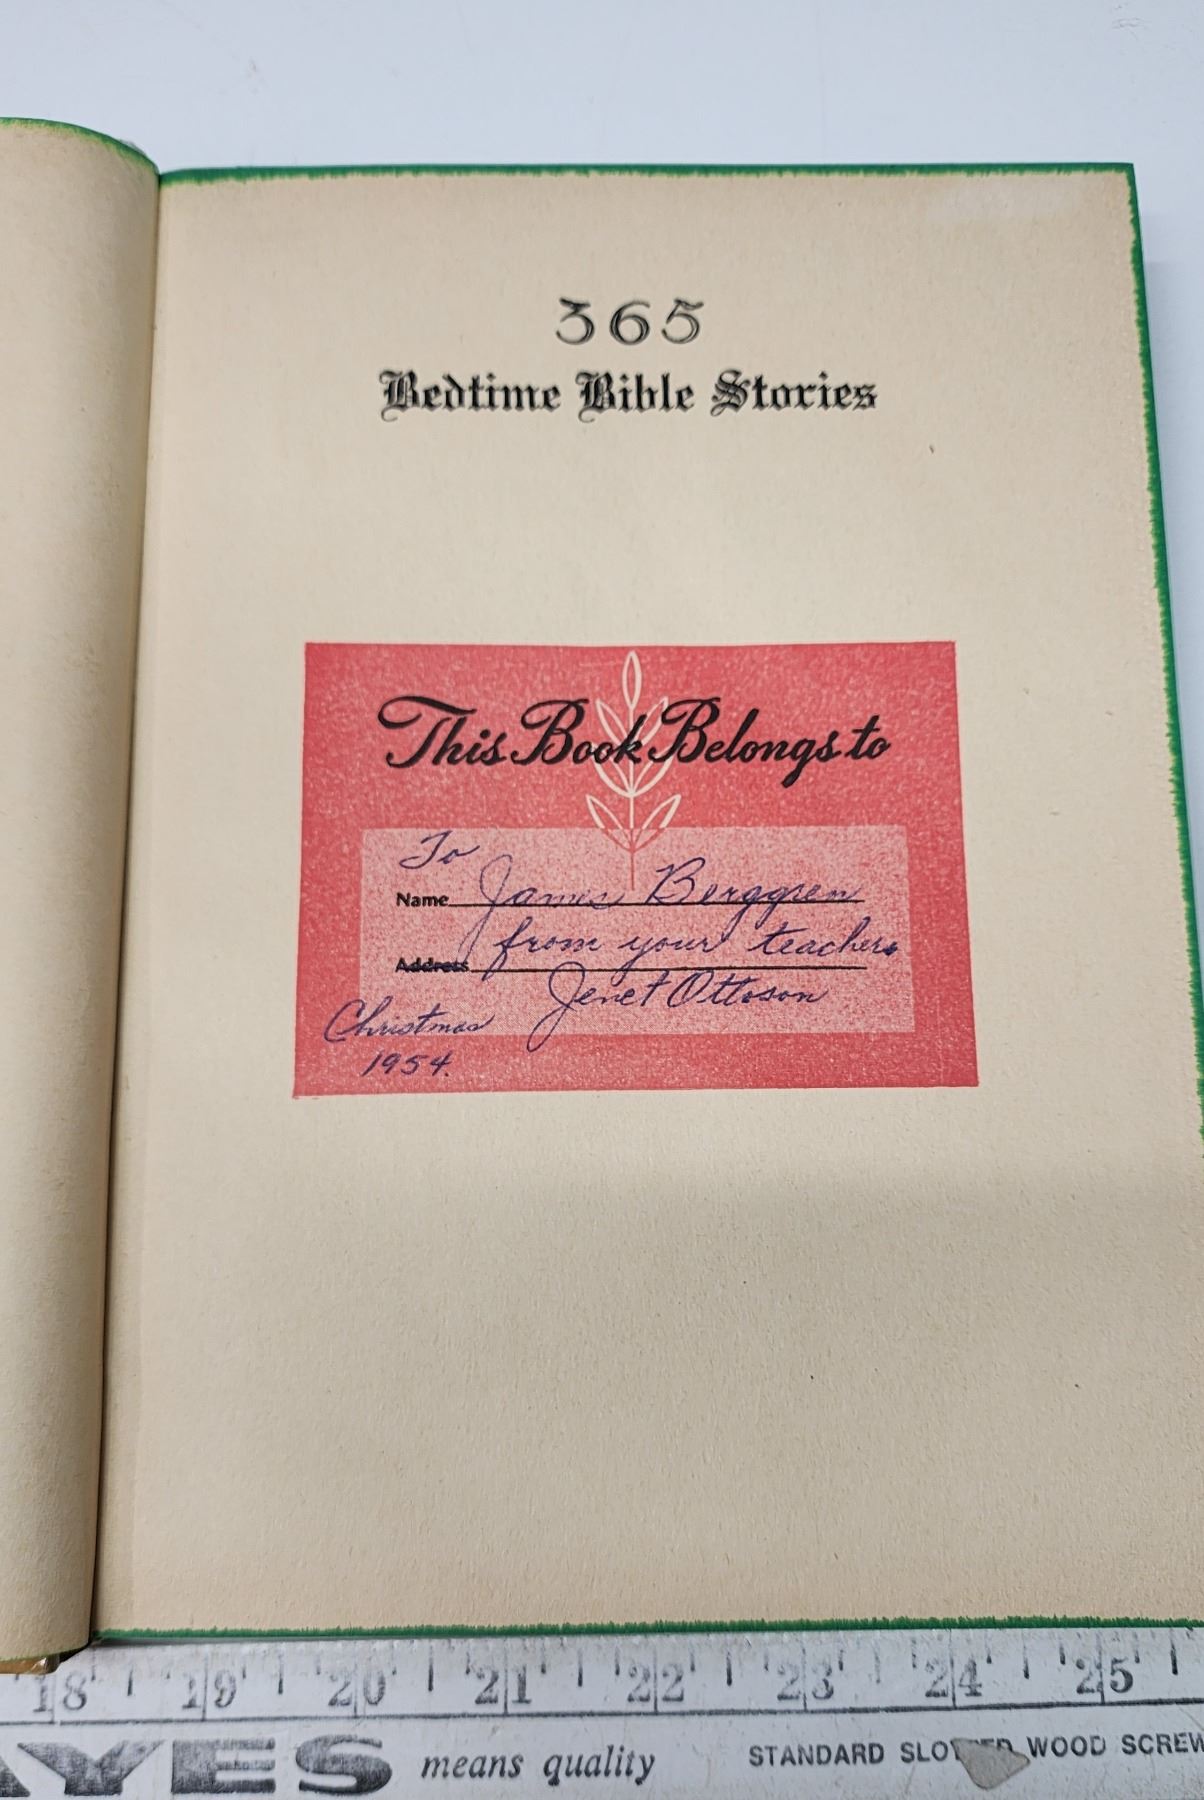 365
Bedtime Bible Stories
This Book Belongs to
To
Name James Berggren
from your teachers
Address
Jenet Ottoson
Christmas
1954.
18 19 20 21 22 23 24 25
AYES means quality STANDARD SLOTTED WOOD SCREW